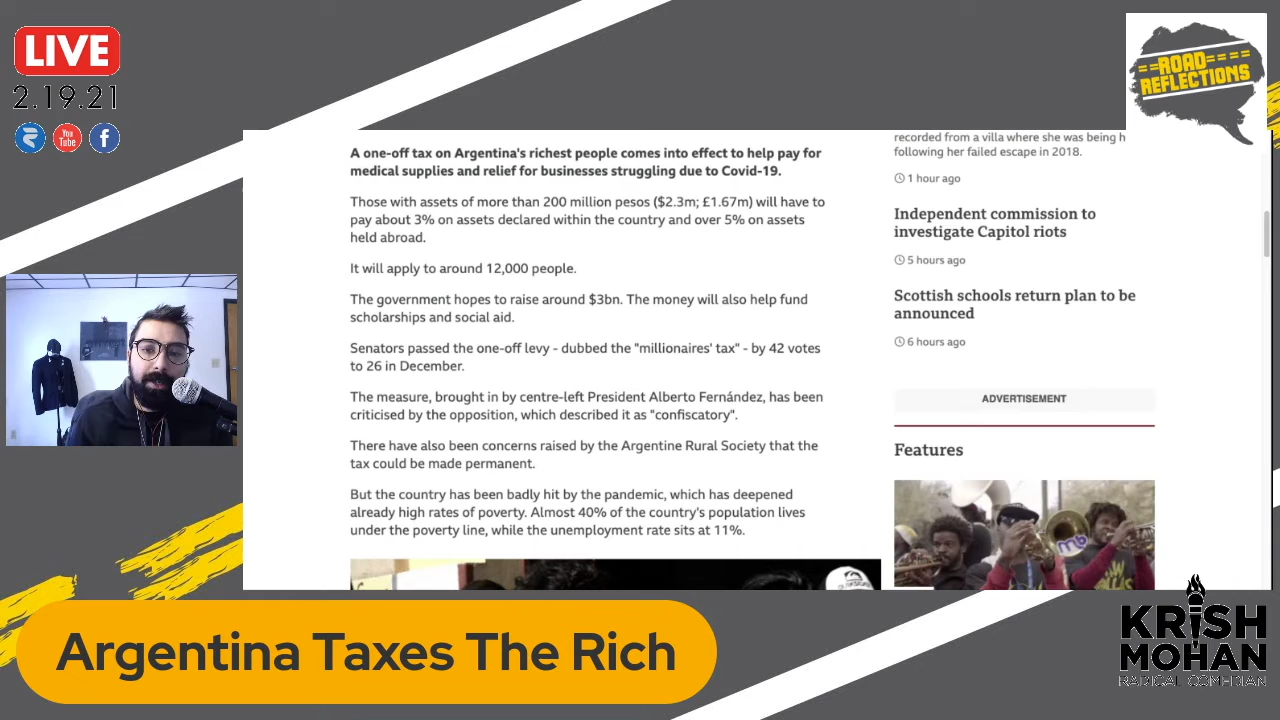 LIVE
2.19.21
You
Tube
f
==ROAD====
REFLECTIONS
A one-off tax on Argentina's richest people comes into effect to help pay for
medical supplies and relief for businesses struggling due to Covid-19.
Those with assets of more than 200 million pesos ($2.3m; £1.67m) will have to
pay about 3% on assets declared within the country and over 5% on assets
held abroad.
It will apply to around 12,000 people.
The government hopes to raise around $3bn. The money will also help fund
scholarships and social aid.
Senators passed the one-off levy - dubbed the "millionaires' tax" - by 42 votes
to 26 in December.
The measure, brought in by centre-left President Alberto Fernández, has been
criticised by the opposition, which described it as "confiscatory".
There have also been concerns raised by the Argentine Rural Society that the
tax could be made permanent.
But the country has been badly hit by the pandemic, which has deepened
already high rates of poverty. Almost 40% of the country's population lives
under the poverty line, while the unemployment rate sits at 11%.
recorded from a villa where she was being h
following her failed escape in 2018.
1 hour ago
Independent commission to
investigate Capitol riots
5 hours ago
Scottish schools return plan to be
announced
6 hours ago
ADVERTISEMENT
Features
Argentina Taxes The Rich
KRISH
MOHAN
RADICAL COMEDIAN